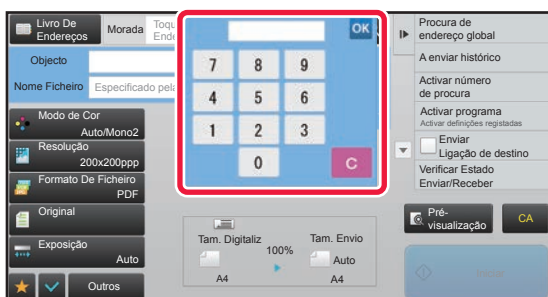 Livro De
Endereços
Morada
Toqu
Ende
OK
Procura de
endereço global
Objecto
A enviar histórico
Nome Ficheiro
Especificado pela
7 8 9
Activar número
de procura
4 5 6
Modo de Cor
Auto/Mono2
Activar programa
Activar definições registadas
1 2 3
Enviar
Ligação de destino
Resolução
200x200ppp
0 C
Verificar Estado
Enviar/Receber
Formato De Ficheiro
PDF
Original
Pré-
visualização
CA
Tam. Digitaliz
100%
Tam. Envio
Auto
A4
A4
Exposição
Auto
Iniciar
Outros